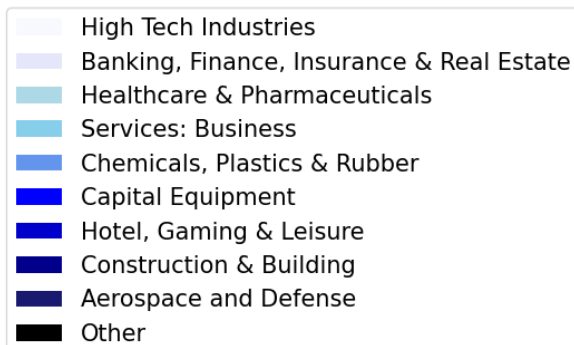 High Tech Industries
Banking, Finance, Insurance & Real Estate
Healthcare & Pharmaceuticals
Services: Business
Chemicals, Plastics & Rubber
Capital Equipment
Hotel, Gaming & Leisure
Construction & Building
Aerospace and Defense
Other